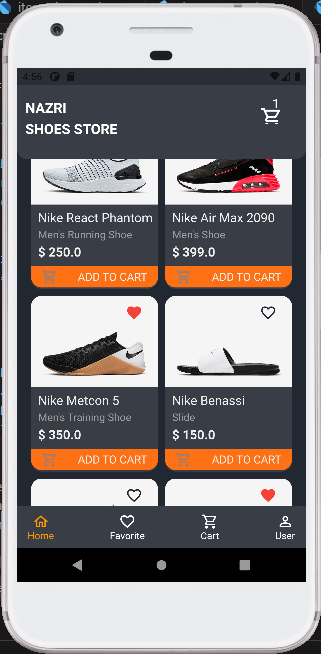 4:56
NAZRI
SHOES STORE
1
Nike React Phantom
Men's Running Shoe
$ 250.0
ADD TO CART
Nike Air Max 2090
Men's Shoe
$ 399.0
ADD TO CART
Nike Metcon 5
Men's Training Shoe
$ 350.0
ADD TO CART
Nike Benassi
Slide
$ 150.0
ADD TO CART
Home
Favorite
Cart
User